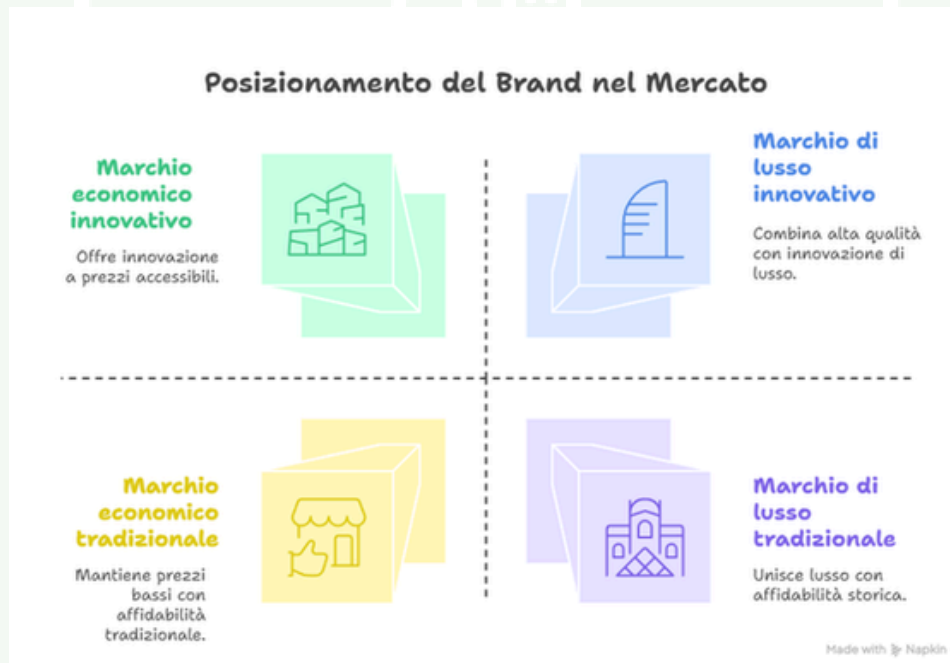 Posizionamento del Brand nel Mercato
Marchio
economico
innovativo
Offre innovazione
a prezzi accessibili.
Marchio di
lusso
innovativo
Combina alta qualità
con innovazione di
lusso.
Marchio
economico
tradizionale
Mantiene prezzi
bassi con
affidabilità
tradizionale.
Marchio di
lusso
tradizionale
Unisce lusso con
affidabilità storica.
Made with Napkin